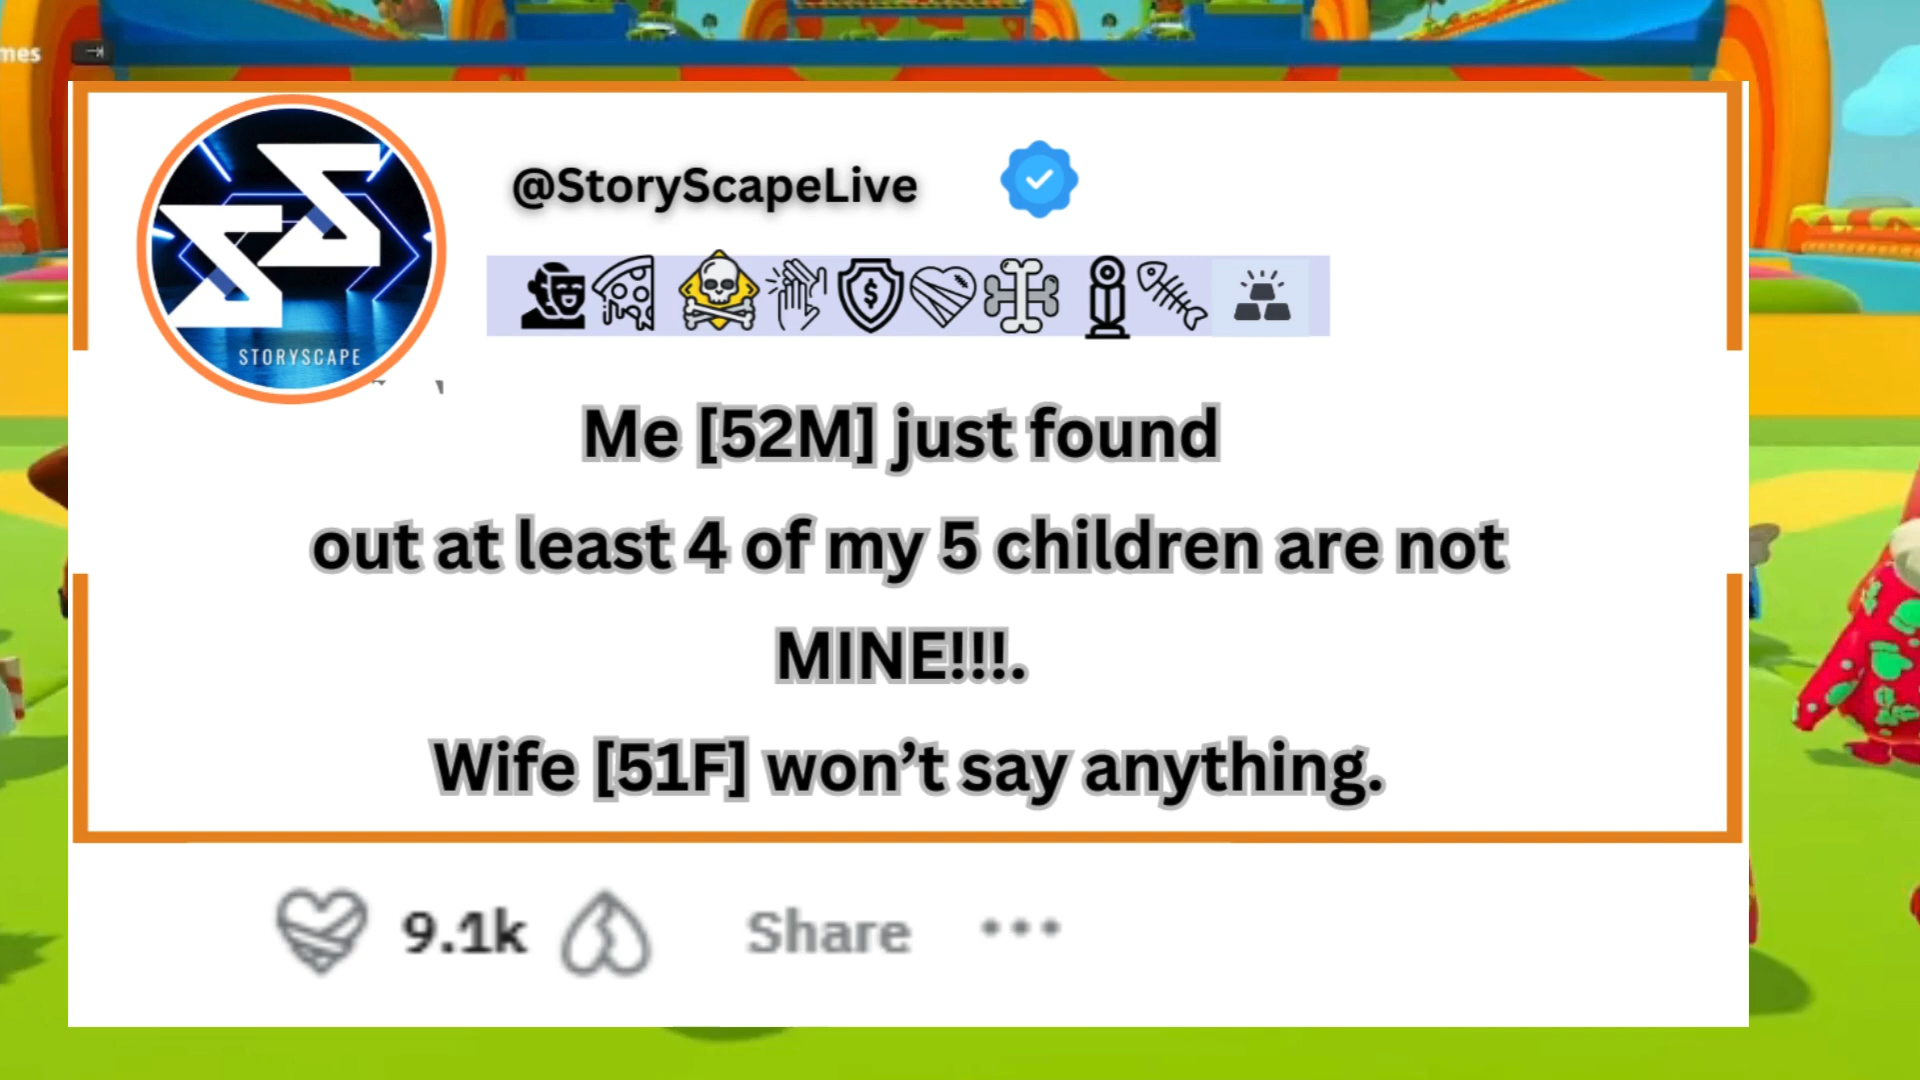 mes
@StoryScapeLive
STORYSCAPE
Me [52M] just found
out at least 4 of my 5 children are not
MINE!!!.
Wife [51F] won’t say anything.
9.1k Share